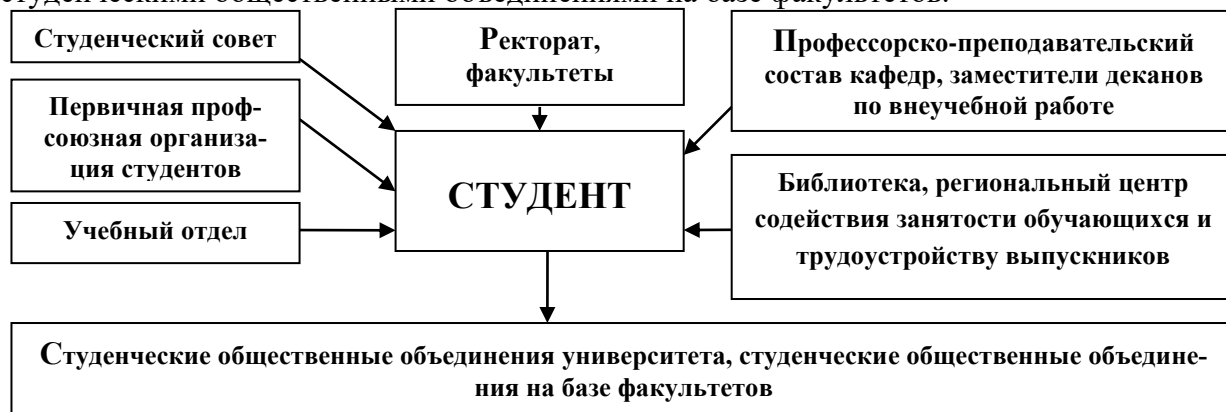 студенческими общественными объединениями на базе факультетов.
Студенческий совет
Ректорат,
факультеты
Профессорско-преподавательский
состав кафедр, заместители деканов
по внеучебной работе
Первичная проф-
союзная организа-
ция студентов
СТУДЕНТ
Библиотека, региональный центр
содействия занятости обучающихся и
трудоустройству выпускников
Учебный отдел
Студенческие общественные объединения университета, студенческие общественные объедине-
ния на базе факультетов